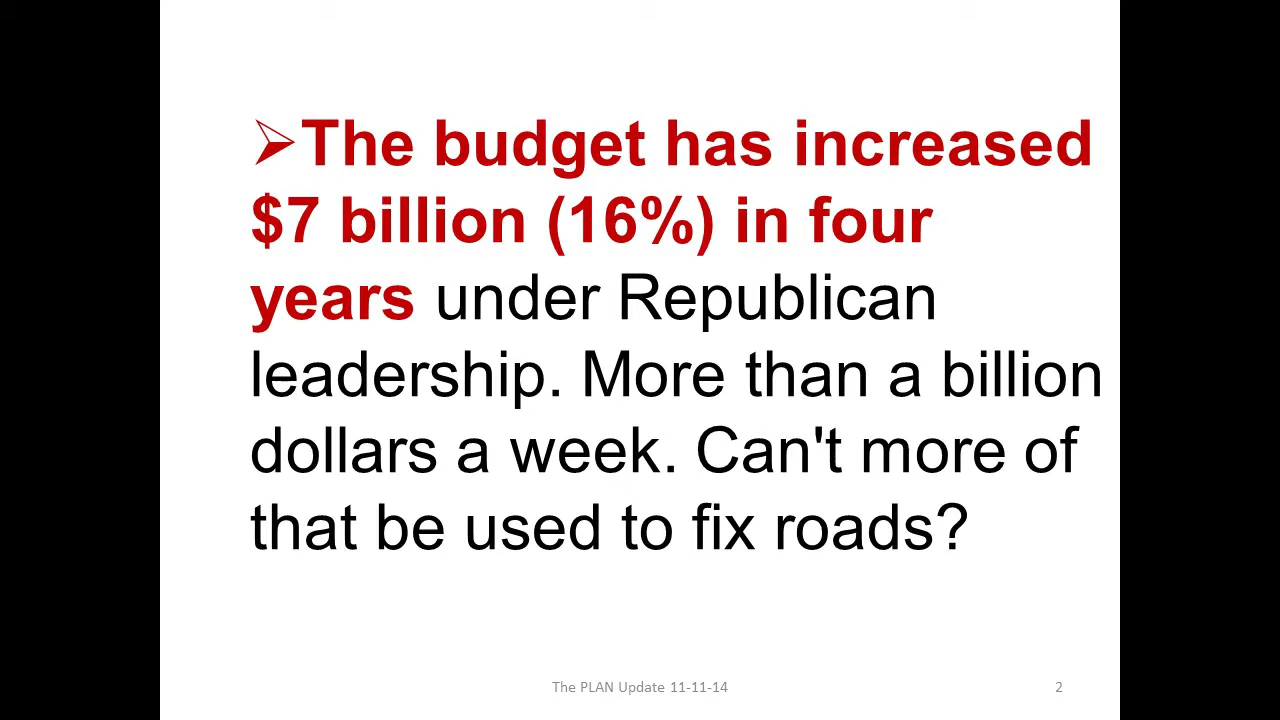 ➢The budget has increased
$7 billion (16%) in four
years under Republican
leadership. More than a billion
dollars a week. Can't more of
that be used to fix roads?
The PLAN Update 11-11-14
2